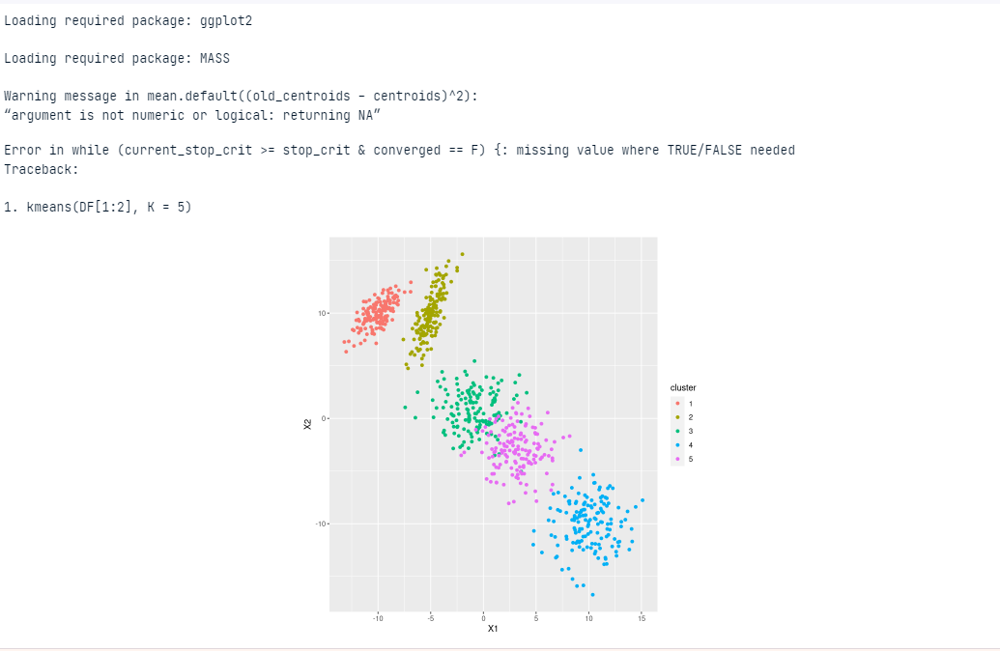 Loading required package: ggplot2
Loading required package: MASS
Warning message in mean.default((old_centroids - centroids)^2):
“argument is not numeric or logical: returning NA”
Error in while (current_stop_crit >= stop_crit & converged == F) {: missing value where TRUE/FALSE needed
Traceback:
1. kmeans(DF[1:2], K = 5)
10
0
-10
X2
-10
-5
0
5
10
15
X1
cluster
1
2
3
4
5